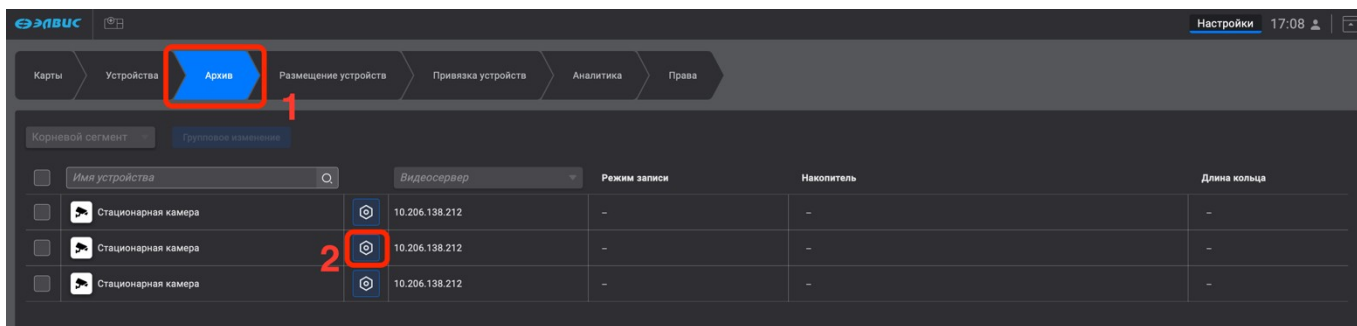 ЭЛВИС Настройки 17:08
Карты Устройства Архив Размещение устройств Привязка устройств Аналитика Права
1
Корневой сегмент Групповое изменение
Имя устройства Видеосервер Режим записи Накопитель Длина кольца
Стационарная камера 10.206.138.212 – – –
Стационарная камера 2 10.206.138.212 – – –
Стационарная камера 10.206.138.212 – – –